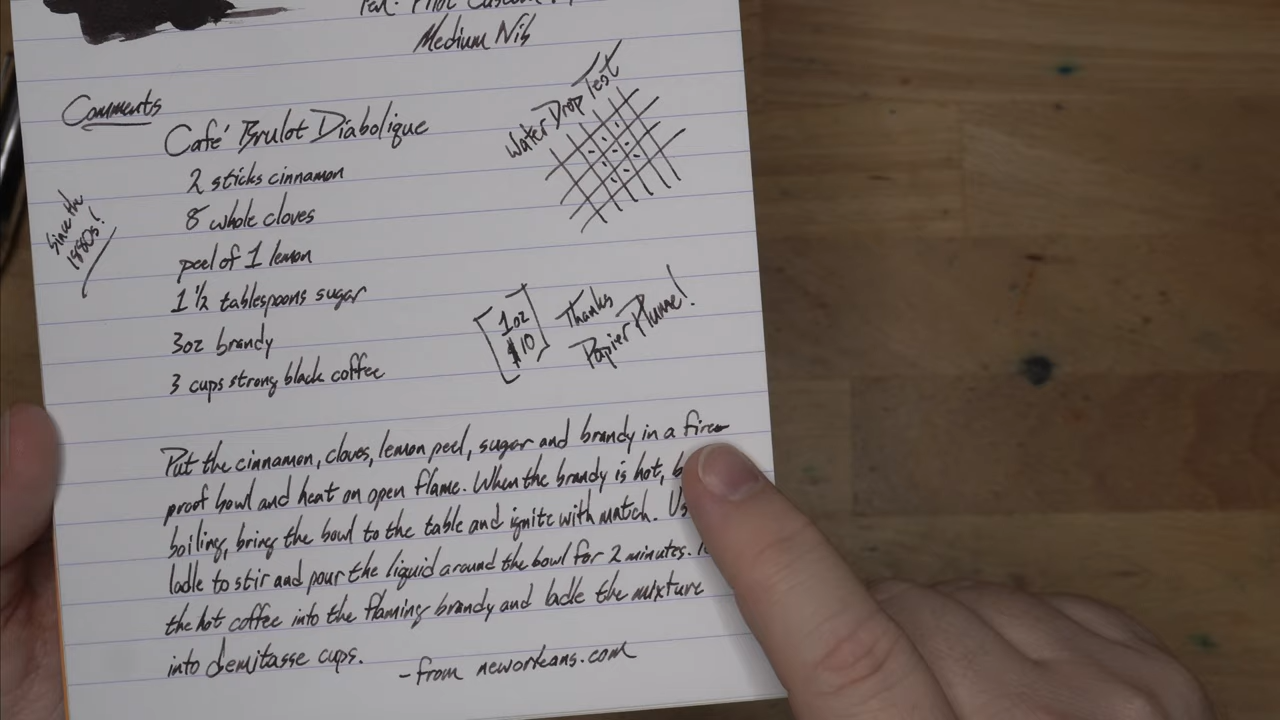 Medium Nib
Comments
Café Brulot Diabolique
Since the
1880s!
2 sticks cinnamon
8 whole cloves
peel of 1 lemon
1 1/2 tablespoons sugar
3oz brandy
3 cups strong black coffee
Water Drop Test
1oz
$10
Thanks
Papier Plume!
Put the cinnamon, cloves, lemon peel, sugar and brandy in a fire
proof bowl and heat on open flame. When the brandy is hot,
boiling, bring the bowl to the table and ignite with match.
ladle to stir and pour the liquid around the bowl for 2 minutes.
the hot coffee into the flaming brandy and ladle the mixture
into demitasse cups.
- from neworleans.com